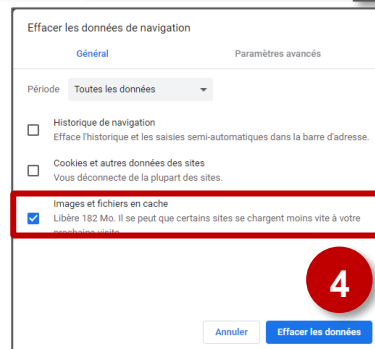 Effacer les données de navigation
Général Paramètres avancés
Période Toutes les données
Historique de navigation
Efface l'historique et les saisies semi-automatiques dans la barre d'adresse.
Cookies et autres données des sites
Vous déconnecte de la plupart des sites.
Images et fichiers en cache
Libère 182 Mo. Il se peut que certains sites se chargent moins vite à votre
prochaine visite.
4
Annuler Effacer les données